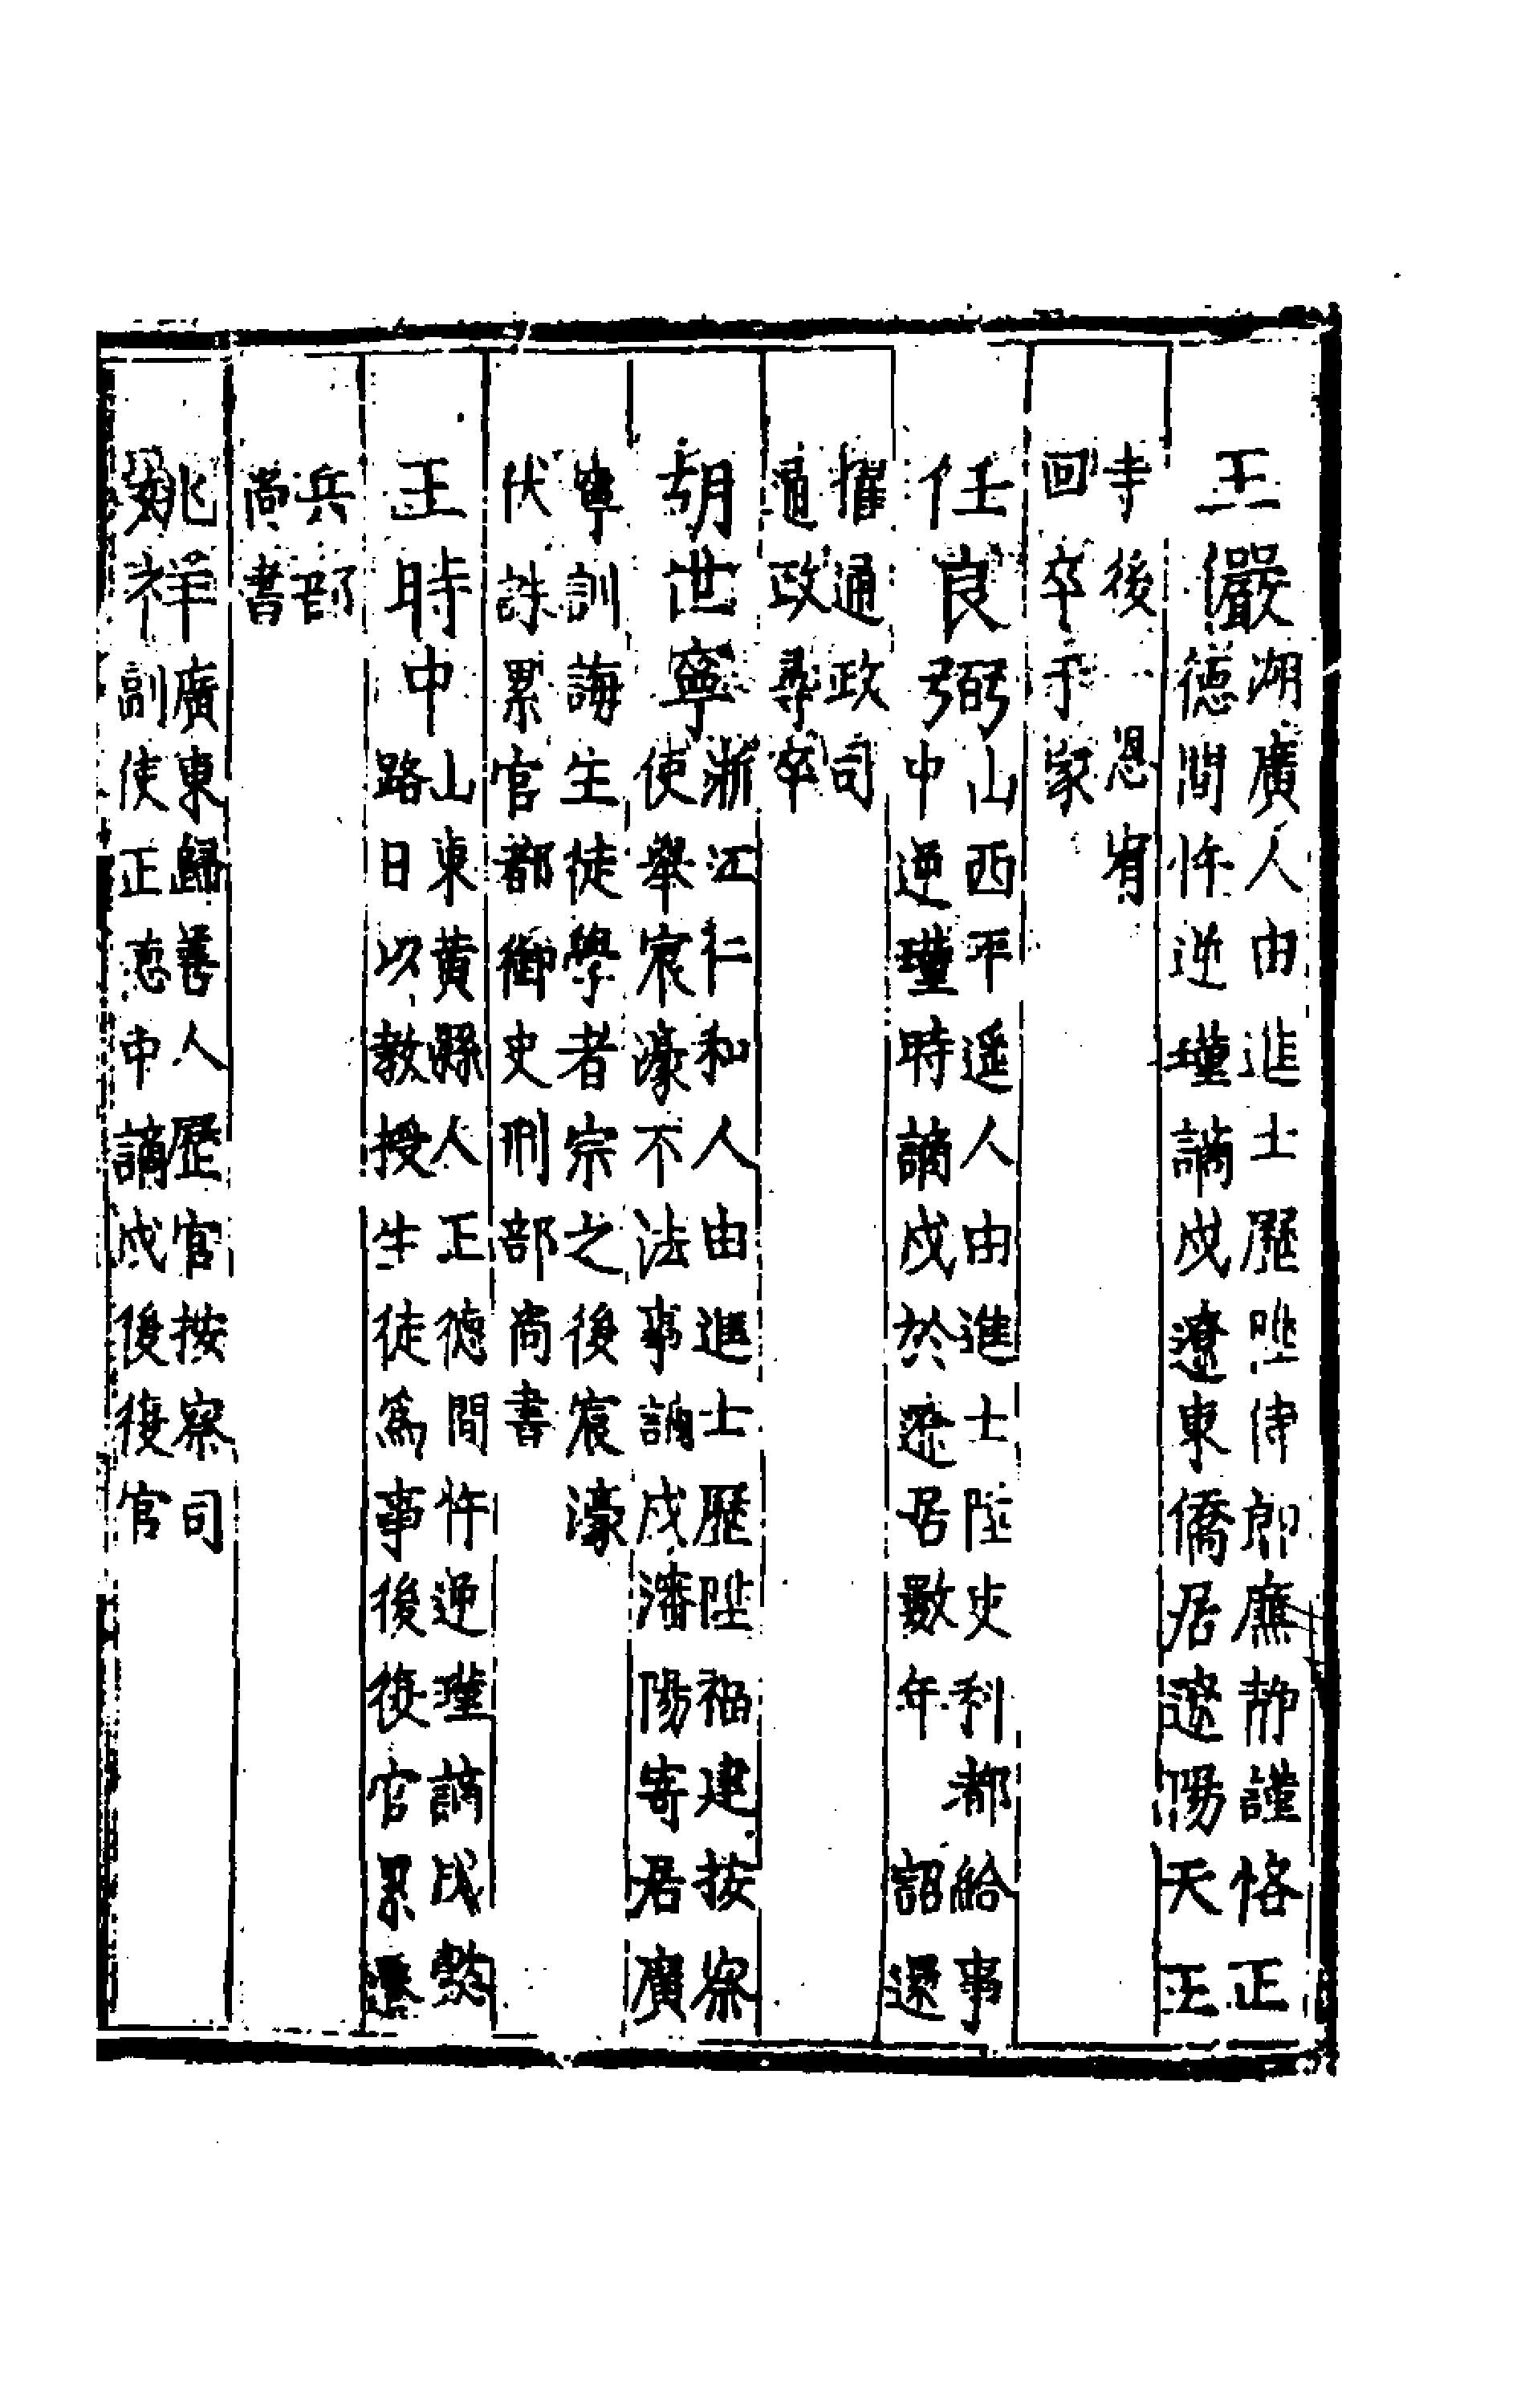 王儼湖廣人由進士歷陞侍郎廉静謹恪正
德間忤逆瑾謫戍遼東僑居遼陽天王
寺後 恩宥
回卒于家
任良弼山西平遥人由進士陞史科都給事
中逆瑾時謫戍於遼居數年 詔還
擢通政司
通政尋卒
胡世寧浙江仁和人由進士歷陞福建按察
使舉宸濠不法事謫戍瀋陽寄居廣
寧訓誨生徒學者宗之後宸濠
伏誅累官都御史刑部尚書
王時中山東黄縣人正德間忤逆瑾謫戍懿
路日以教授生徒爲事後復官累遷
兵部
尚書
姚祥廣東歸善人歷官按察司
副使正德中謫戍後復官